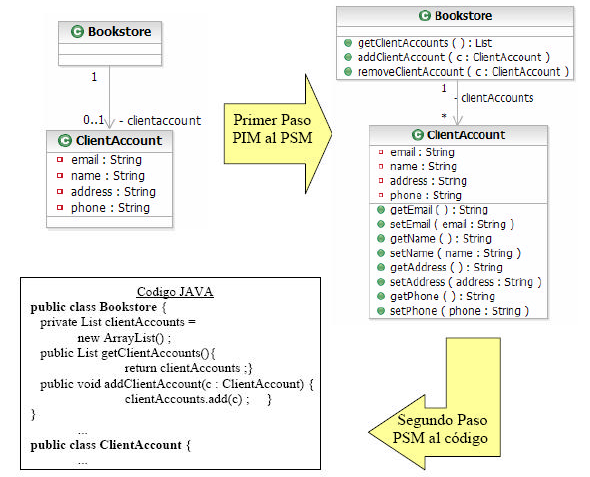 Bookstore
1
0..1
- clientaccount
ClientAccount
email : String
name : String
address : String
phone : String
Primer Paso
PIM al PSM
Bookstore
getClientAccounts ( ) : List
addClientAccount ( c : ClientAccount )
removeClientAccount ( c : ClientAccount )
1
- clientAccounts
*
ClientAccount
email : String
name : String
address : String
phone : String
getEmail ( ) : String
setEmail ( email : String )
getName ( ) : String
setName ( name : String )
getAddress ( ) : String
setAddress ( address : String )
getPhone ( ) : String
setPhone ( phone : String )
Codigo JAVA
public class Bookstore {
private List clientAccounts =
new ArrayList() ;
public List getClientAccounts(){
return clientAccounts ;}
public void addClientAccount(c : ClientAccount) {
clientAccounts.add(c) ; }
}
...
public class ClientAccount {
...
Segundo Paso
PSM al código